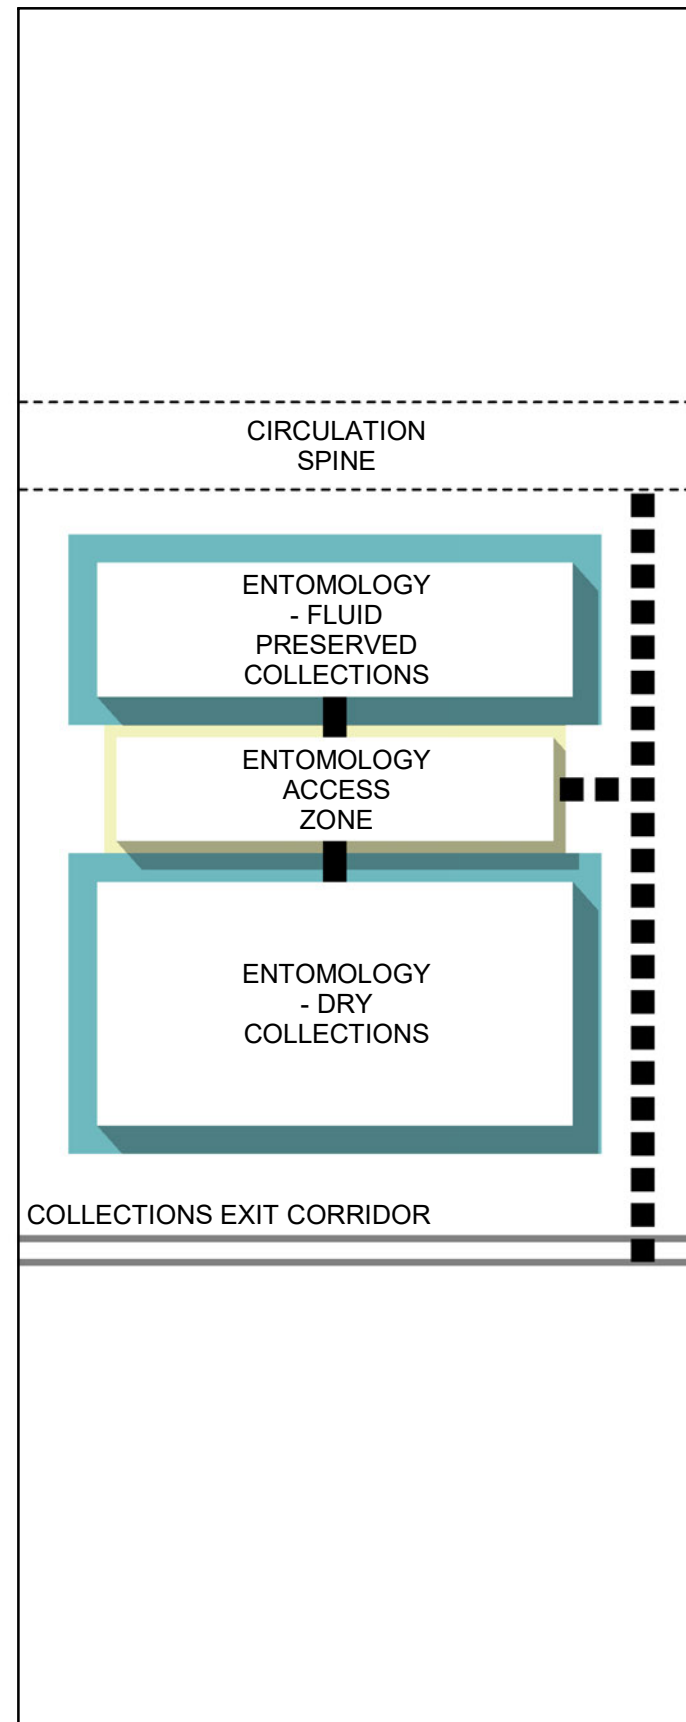 CIRCULATION
SPINE
ENTOMOLOGY
- FLUID
PRESERVED
COLLECTIONS
ENTOMOLOGY
ACCESS
ZONE
ENTOMOLOGY
- DRY
COLLECTIONS
COLLECTIONS EXIT CORRIDOR